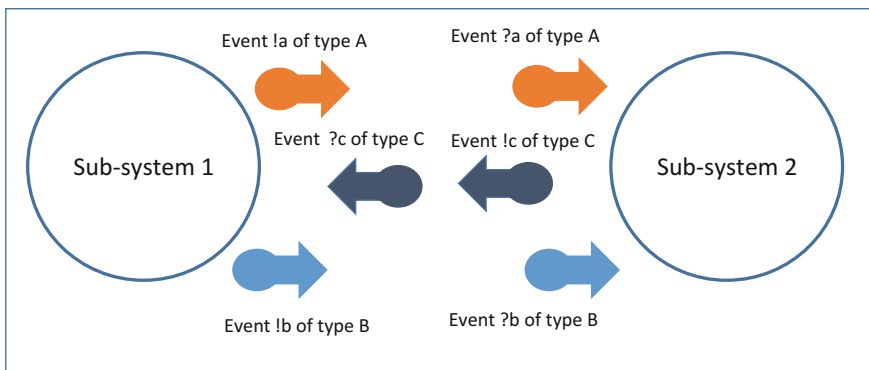 Event !a of type A
Event ?a of type A
Event ?c of type C
Event !c of type C
Sub-system 1
Sub-system 2
Event !b of type B
Event ?b of type B